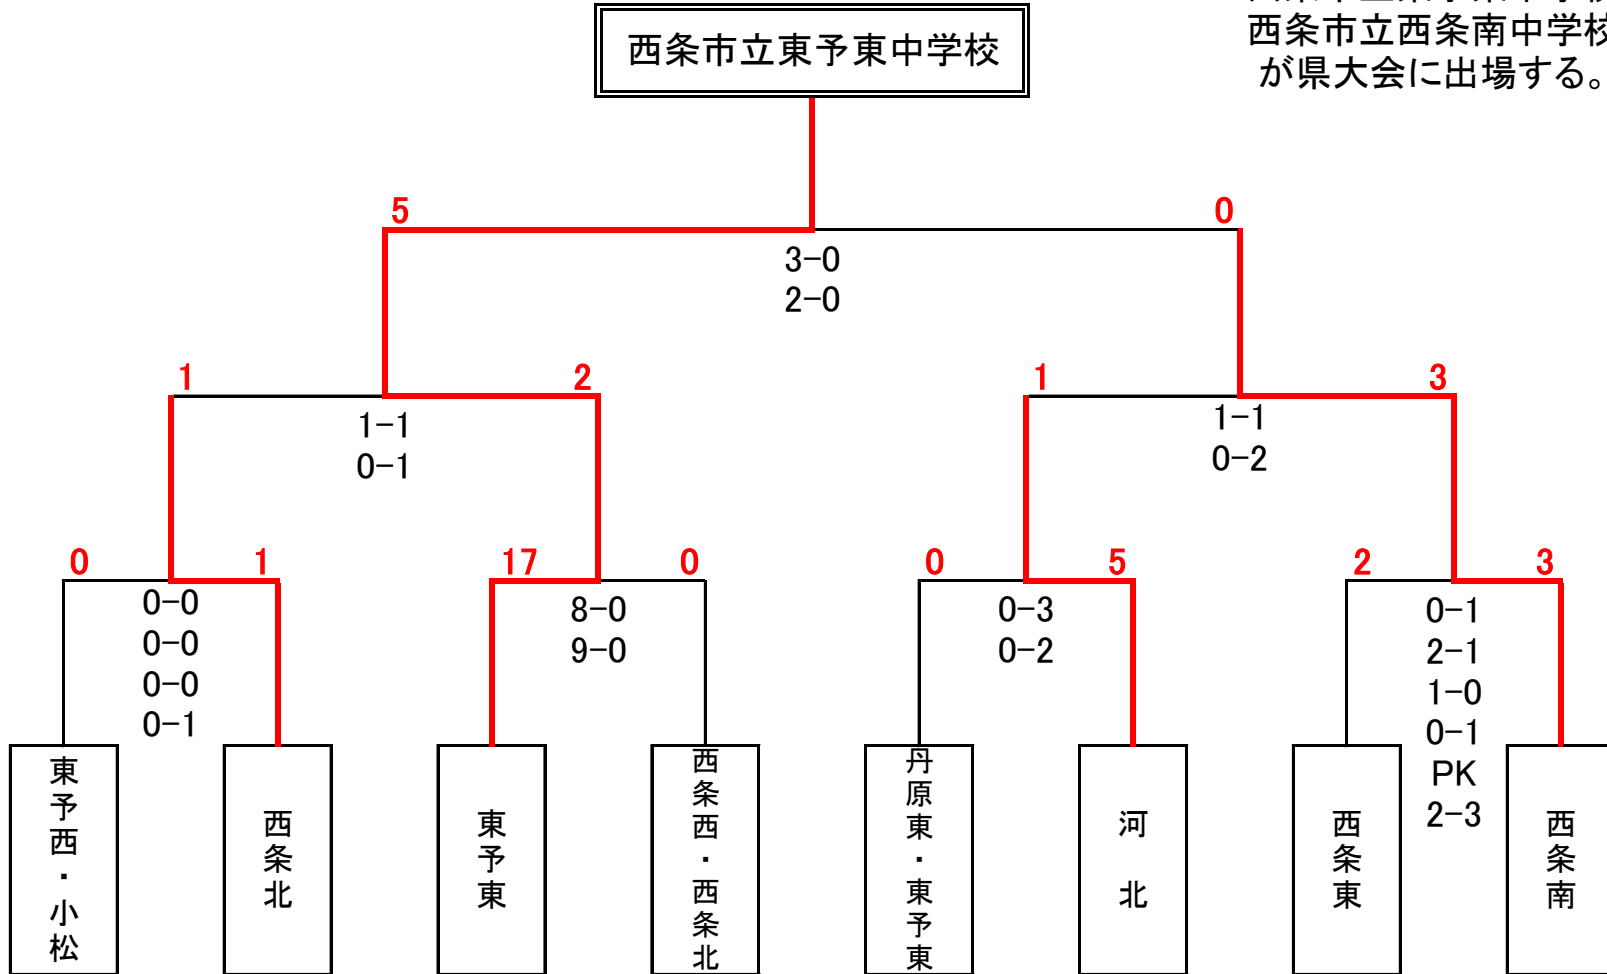 西条市立東予東中学校
西条市立西条南中学校
が県大会に出場する。
5
0
3-0
2-0
1
2
1
3
1-1
0-1
1-1
0-2
0
1
17
0
0
5
2
3
0-0
0-0
0-0
0-1
8-0
9-0
0-3
0-2
0-1
2-1
1-0
0-1
PK
2-3
東予西・小松
西条北
東予東
西条西・西条北
丹原東・東予東
河北
西条東
西条南